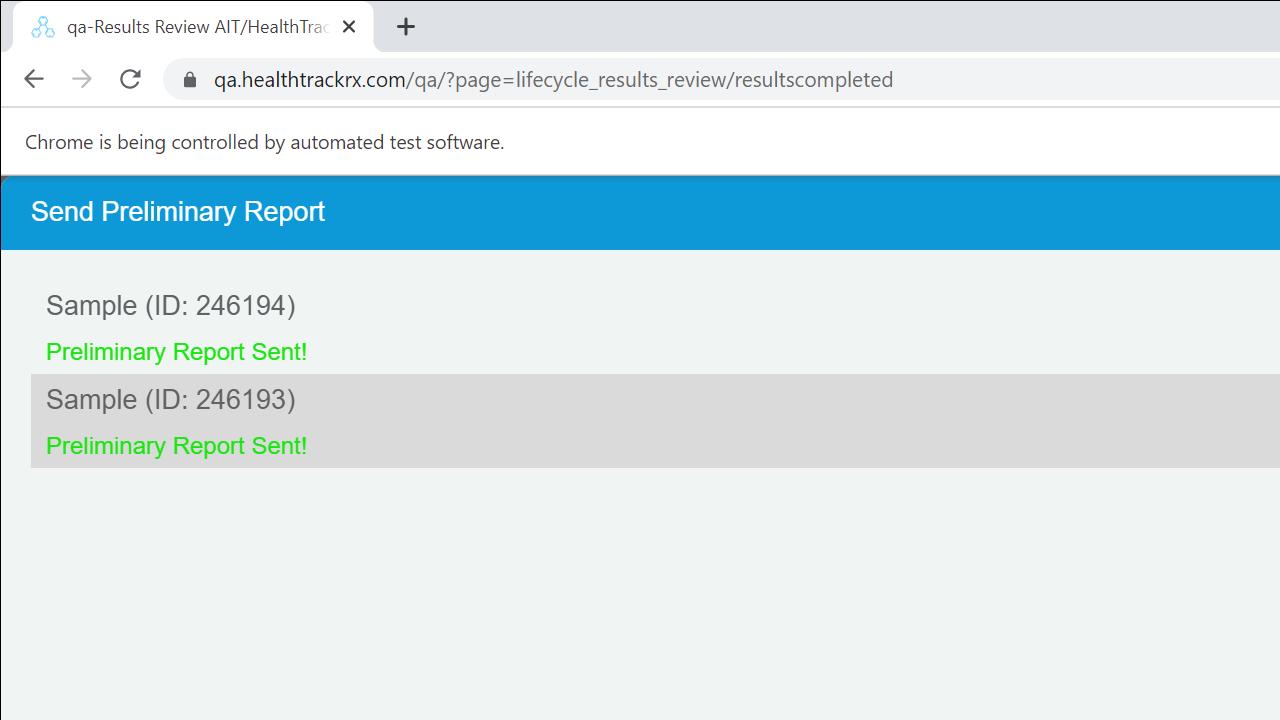 qa-Results Review AIT/HealthTrac
qa.healthtrackrx.com/qa/?page=lifecycle_results_review/resultscompleted
Chrome is being controlled by automated test software.
Send Preliminary Report
Sample (ID: 246194)
Preliminary Report Sent!
Sample (ID: 246193)
Preliminary Report Sent!